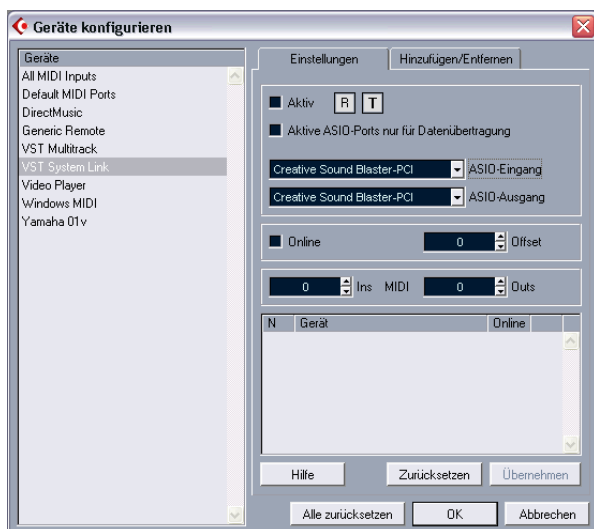 Geräte konfigurieren
Geräte
All MIDI Inputs
Default MIDI Ports
DirectMusic
Generic Remote
VST Multitrack
VST System Link
Video Player
Windows MIDI
Yamaha 01v
Einstellungen Hinzufügen/Entfernen
Aktiv R T
Aktive ASIO-Ports nur für Datenübertragung
Creative Sound Blaster-PCI ASIO-Eingang
Creative Sound Blaster-PCI ASIO-Ausgang
Online 0 Offset
0 Ins MIDI 0 Outs
N Gerät Online
Hilfe Zurücksetzen Übernehmen
Alle zurücksetzen OK Abbrechen